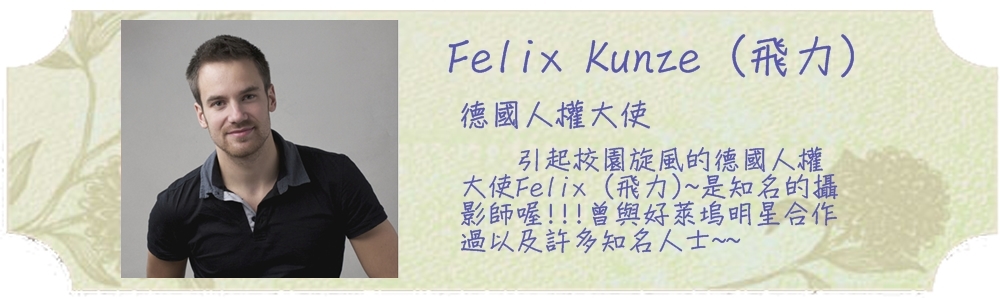 Felix Kunze (飛力)
德國人權大使
引起校園旋風的德國人權
大使Felix (飛力)~是知名的攝
影師喔!!!曾與好萊塢明星合作
過以及許多知名人士~~